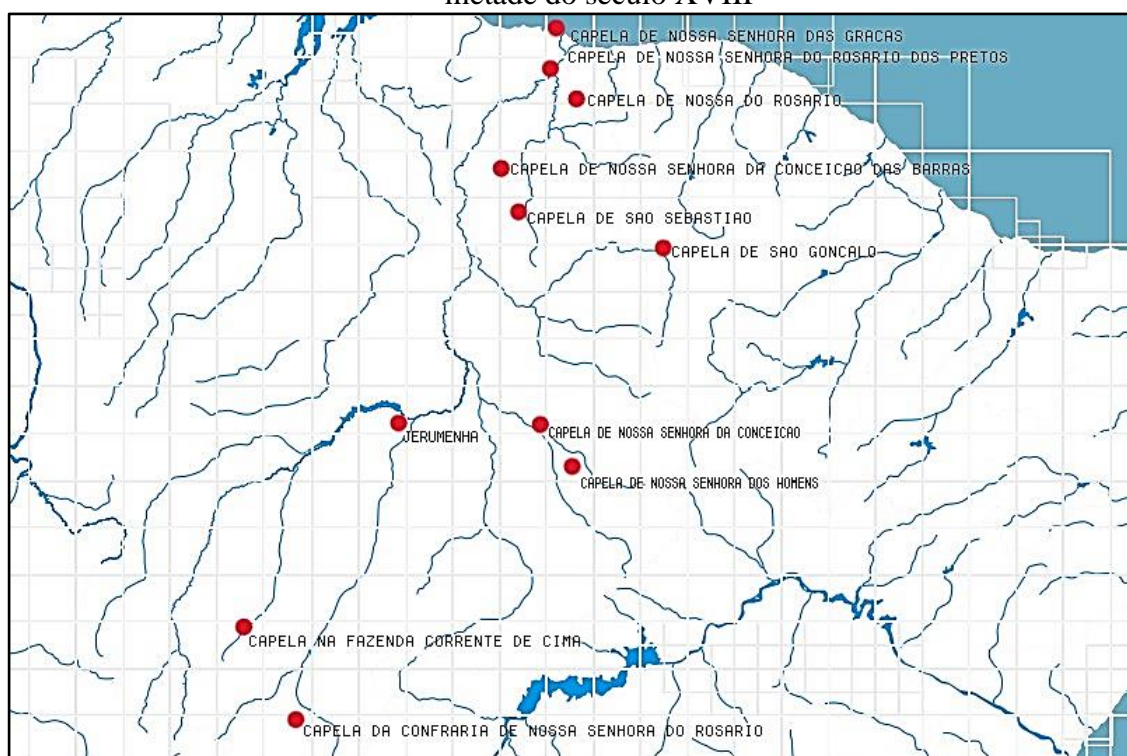 metade do século XVIII
CAPELA DE NOSSA SENHORA DAS GRACAS
CAPELA DE NOSSA SENHORA DO ROSARIO DOS PRETOS
CAPELA DE NOSSA DO ROSARIO
CAPELA DE NOSSA SENHORA DA CONCEICAO DAS BARRAS
CAPELA DE SAO SEBASTIAO
CAPELA DE SAO GONCALO
JERUMENHA
CAPELA DE NOSSA SENHORA DA CONCEICAO
CAPELA DE NOSSA SENHORA DOS HOMENS
CAPELA NA FAZENDA CORRENTE DE CIMA
CAPELA DA CONFRARIA DE NOSSA SENHORA DO ROSARIO